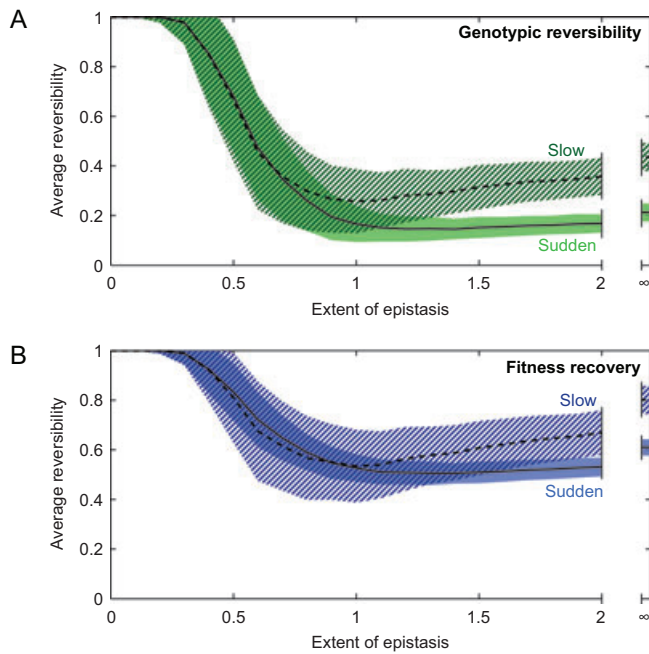 A
Genotypic reversibility
Average reversibility
1
0.8
0.6
0.4
0.2
0
Slow
Sudden
0
0.5
1
1.5
2
∞
Extent of epistasis
B
Fitness recovery
Average reversibility
1
0.8
0.6
0.4
0.2
0
Slow
Sudden
0
0.5
1
1.5
2
∞
Extent of epistasis